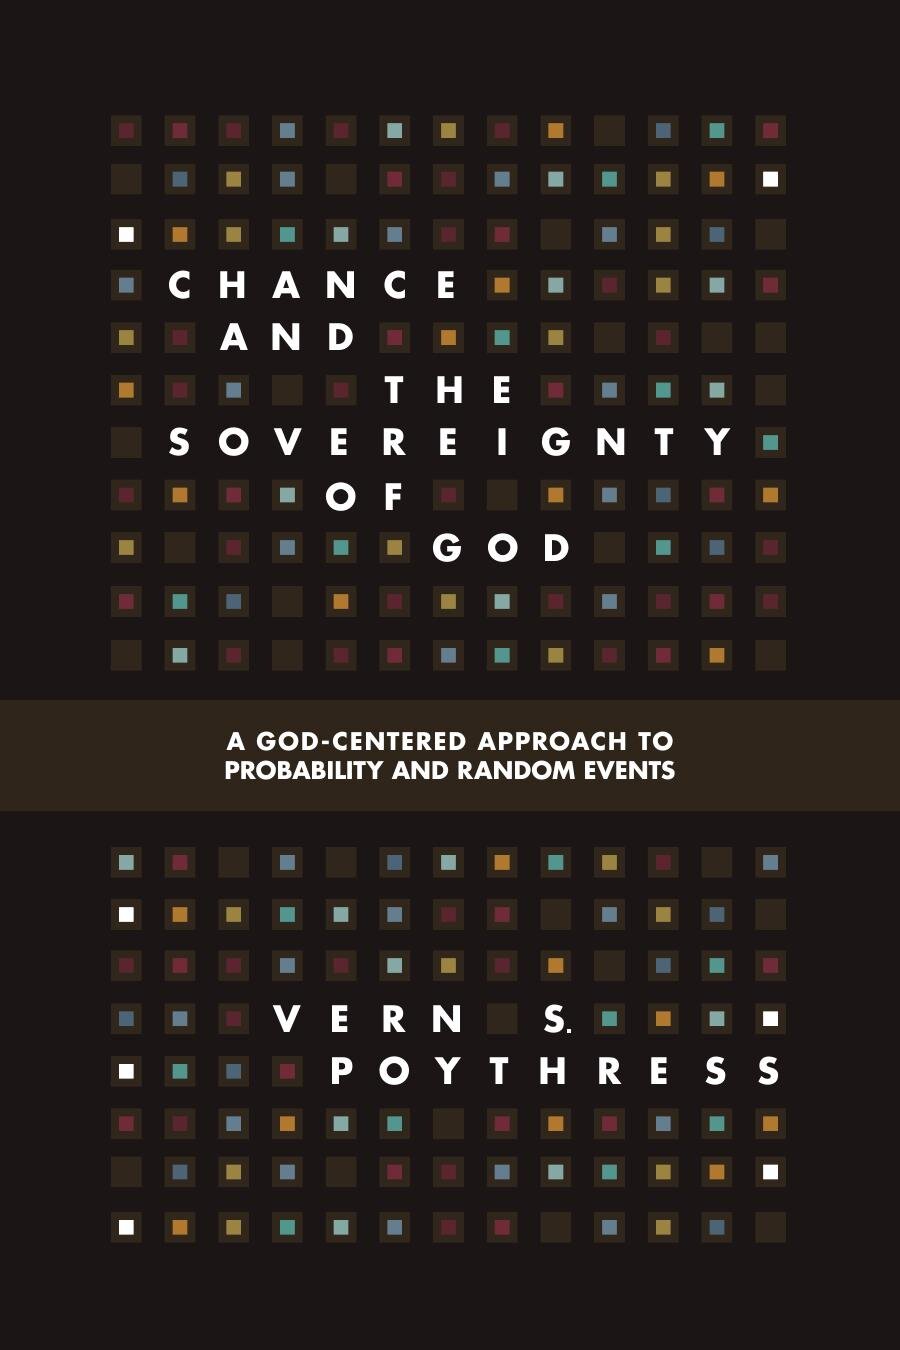 CHANCE
AND
THE
SOVEREIGNTY
OF
GOD
A GOD-CENTERED APPROACH TO
PROBABILITY AND RANDOM EVENTS
VERN S.
POYTHRESS